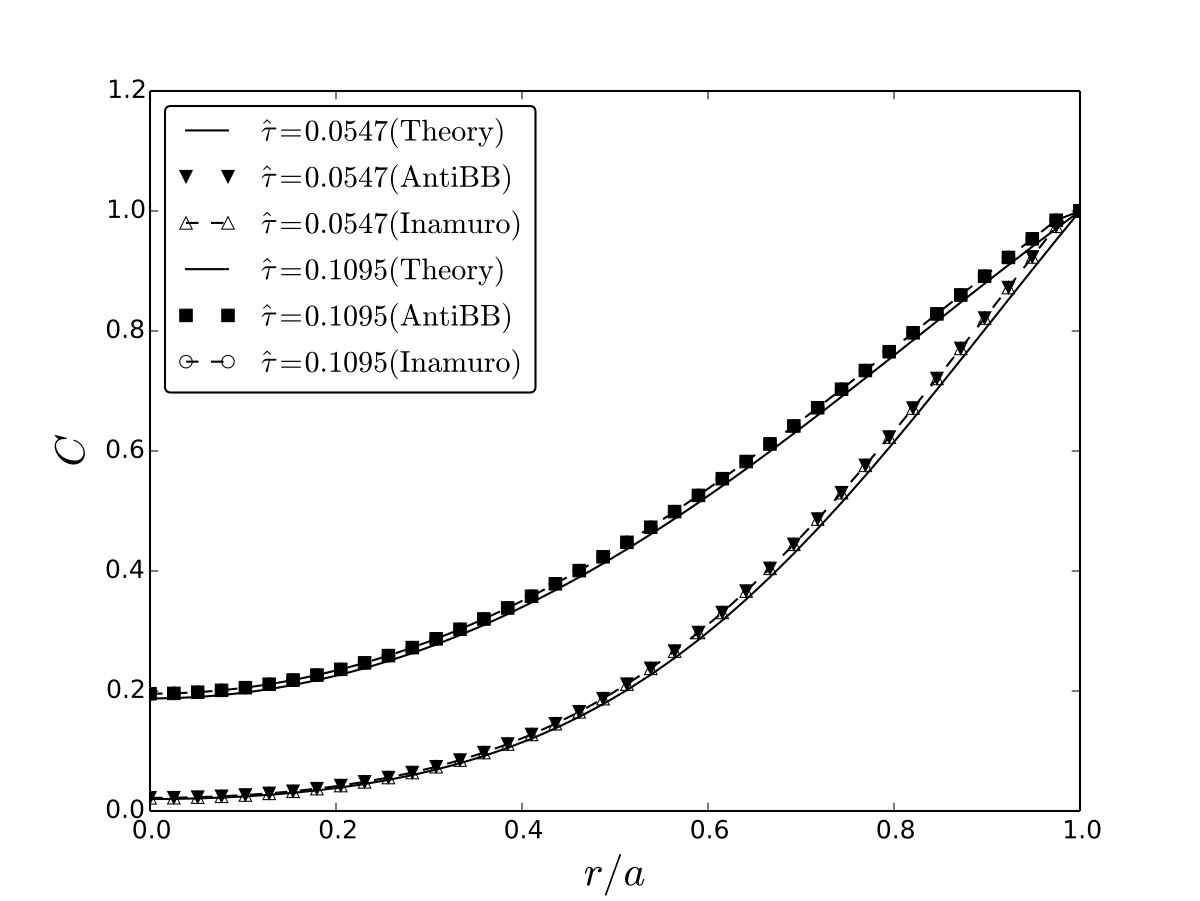 1.2
1.0
0.8
0.6
0.4
0.2
0.0
C
τ̂=0.0547(Theory)
τ̂=0.0547(AntiBB)
τ̂=0.0547(Inamuro)
τ̂=0.1095(Theory)
τ̂=0.1095(AntiBB)
τ̂=0.1095(Inamuro)
0.0 0.2 0.4 0.6 0.8 1.0
r/a